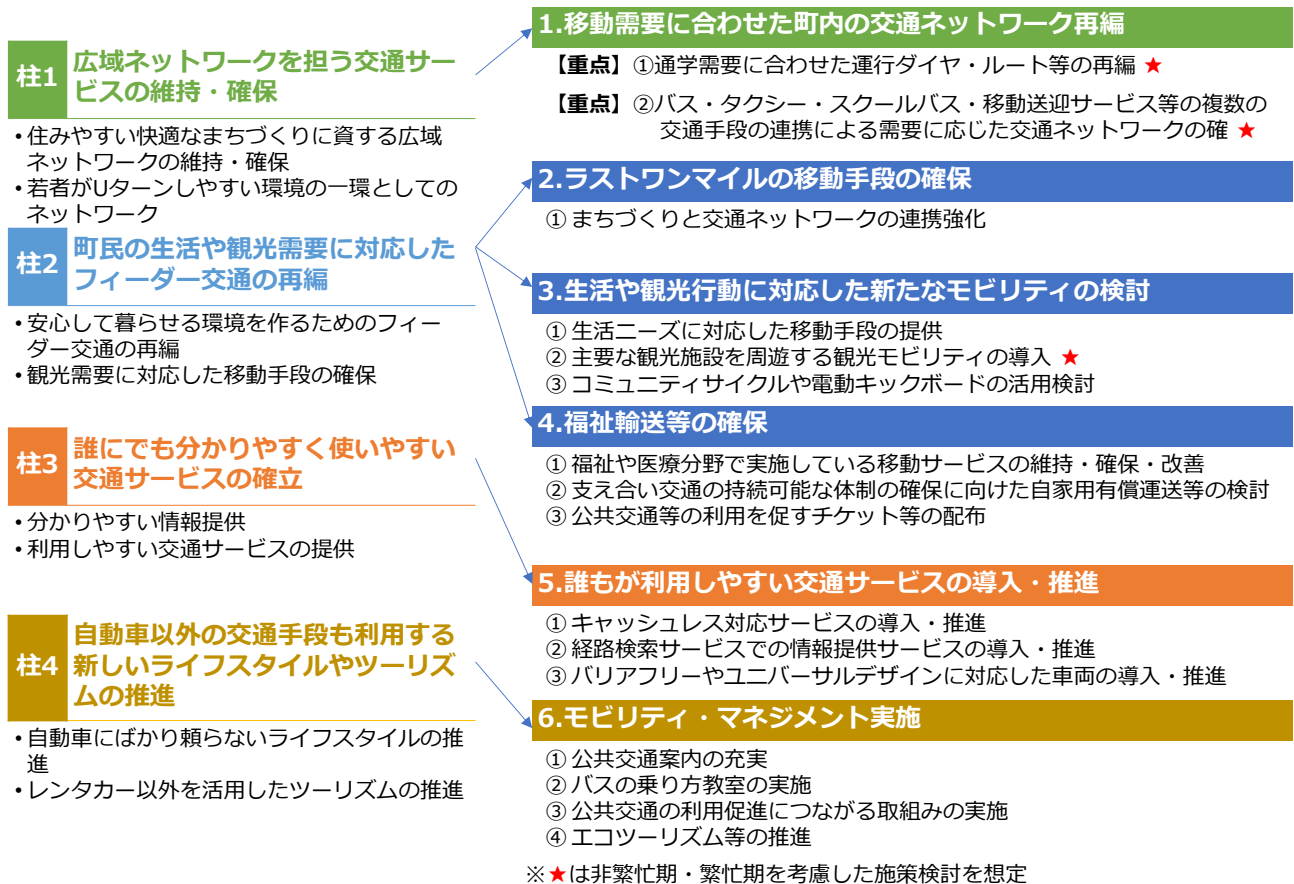 柱1
広域ネットワークを担う交通サー
ビスの維持・確保
•住みやすい快適なまちづくりに資する広域
ネットワークの維持・確保
•若者がUターンしやすい環境の一環としての
ネットワーク
柱2
町民の生活や観光需要に対応した
フィーダー交通の再編
•安心して暮らせる環境を作るためのフィー
ダー交通の再編
•観光需要に対応した移動手段の確保
柱3
誰にでも分かりやすく使いやすい
交通サービスの確立
•分かりやすい情報提供
•利用しやすい交通サービスの提供
柱4
自動車以外の交通手段も利用する
新しいライフスタイルやツーリズ
ムの推進
•自動車にばかり頼らないライフスタイルの推
進
•レンタカー以外を活用したツーリズムの推進
1.移動需要に合わせた町内の交通ネットワーク再編
【重点】①通学需要に合わせた運行ダイヤ・ルート等の再編 ★
【重点】②バス・タクシー・スクールバス・移動送迎サービス等の複数の
交通手段の連携による需要に応じた交通ネットワークの確 ★
2.ラストワンマイルの移動手段の確保
① まちづくりと交通ネットワークの連携強化
3.生活や観光行動に対応した新たなモビリティの検討
① 生活ニーズに対応した移動手段の提供
② 主要な観光施設を周遊する観光モビリティの導入 ★
③ コミュニティサイクルや電動キックボードの活用検討
4.福祉輸送等の確保
① 福祉や医療分野で実施している移動サービスの維持・確保・改善
② 支え合い交通の持続可能な体制の確保に向けた自家用有償運送等の検討
③ 公共交通等の利用を促すチケット等の配布
5.誰もが利用しやすい交通サービスの導入・推進
① キャッシュレス対応サービスの導入・推進
② 経路検索サービスでの情報提供サービスの導入・推進
③ バリアフリーやユニバーサルデザインに対応した車両の導入・推進
6.モビリティ・マネジメント実施
① 公共交通案内の充実
② バスの乗り方教室の実施
③ 公共交通の利用促進につながる取組みの実施
④ エコツーリズム等の推進
※★は非繁忙期・繁忙期を考慮した施策検討を想定